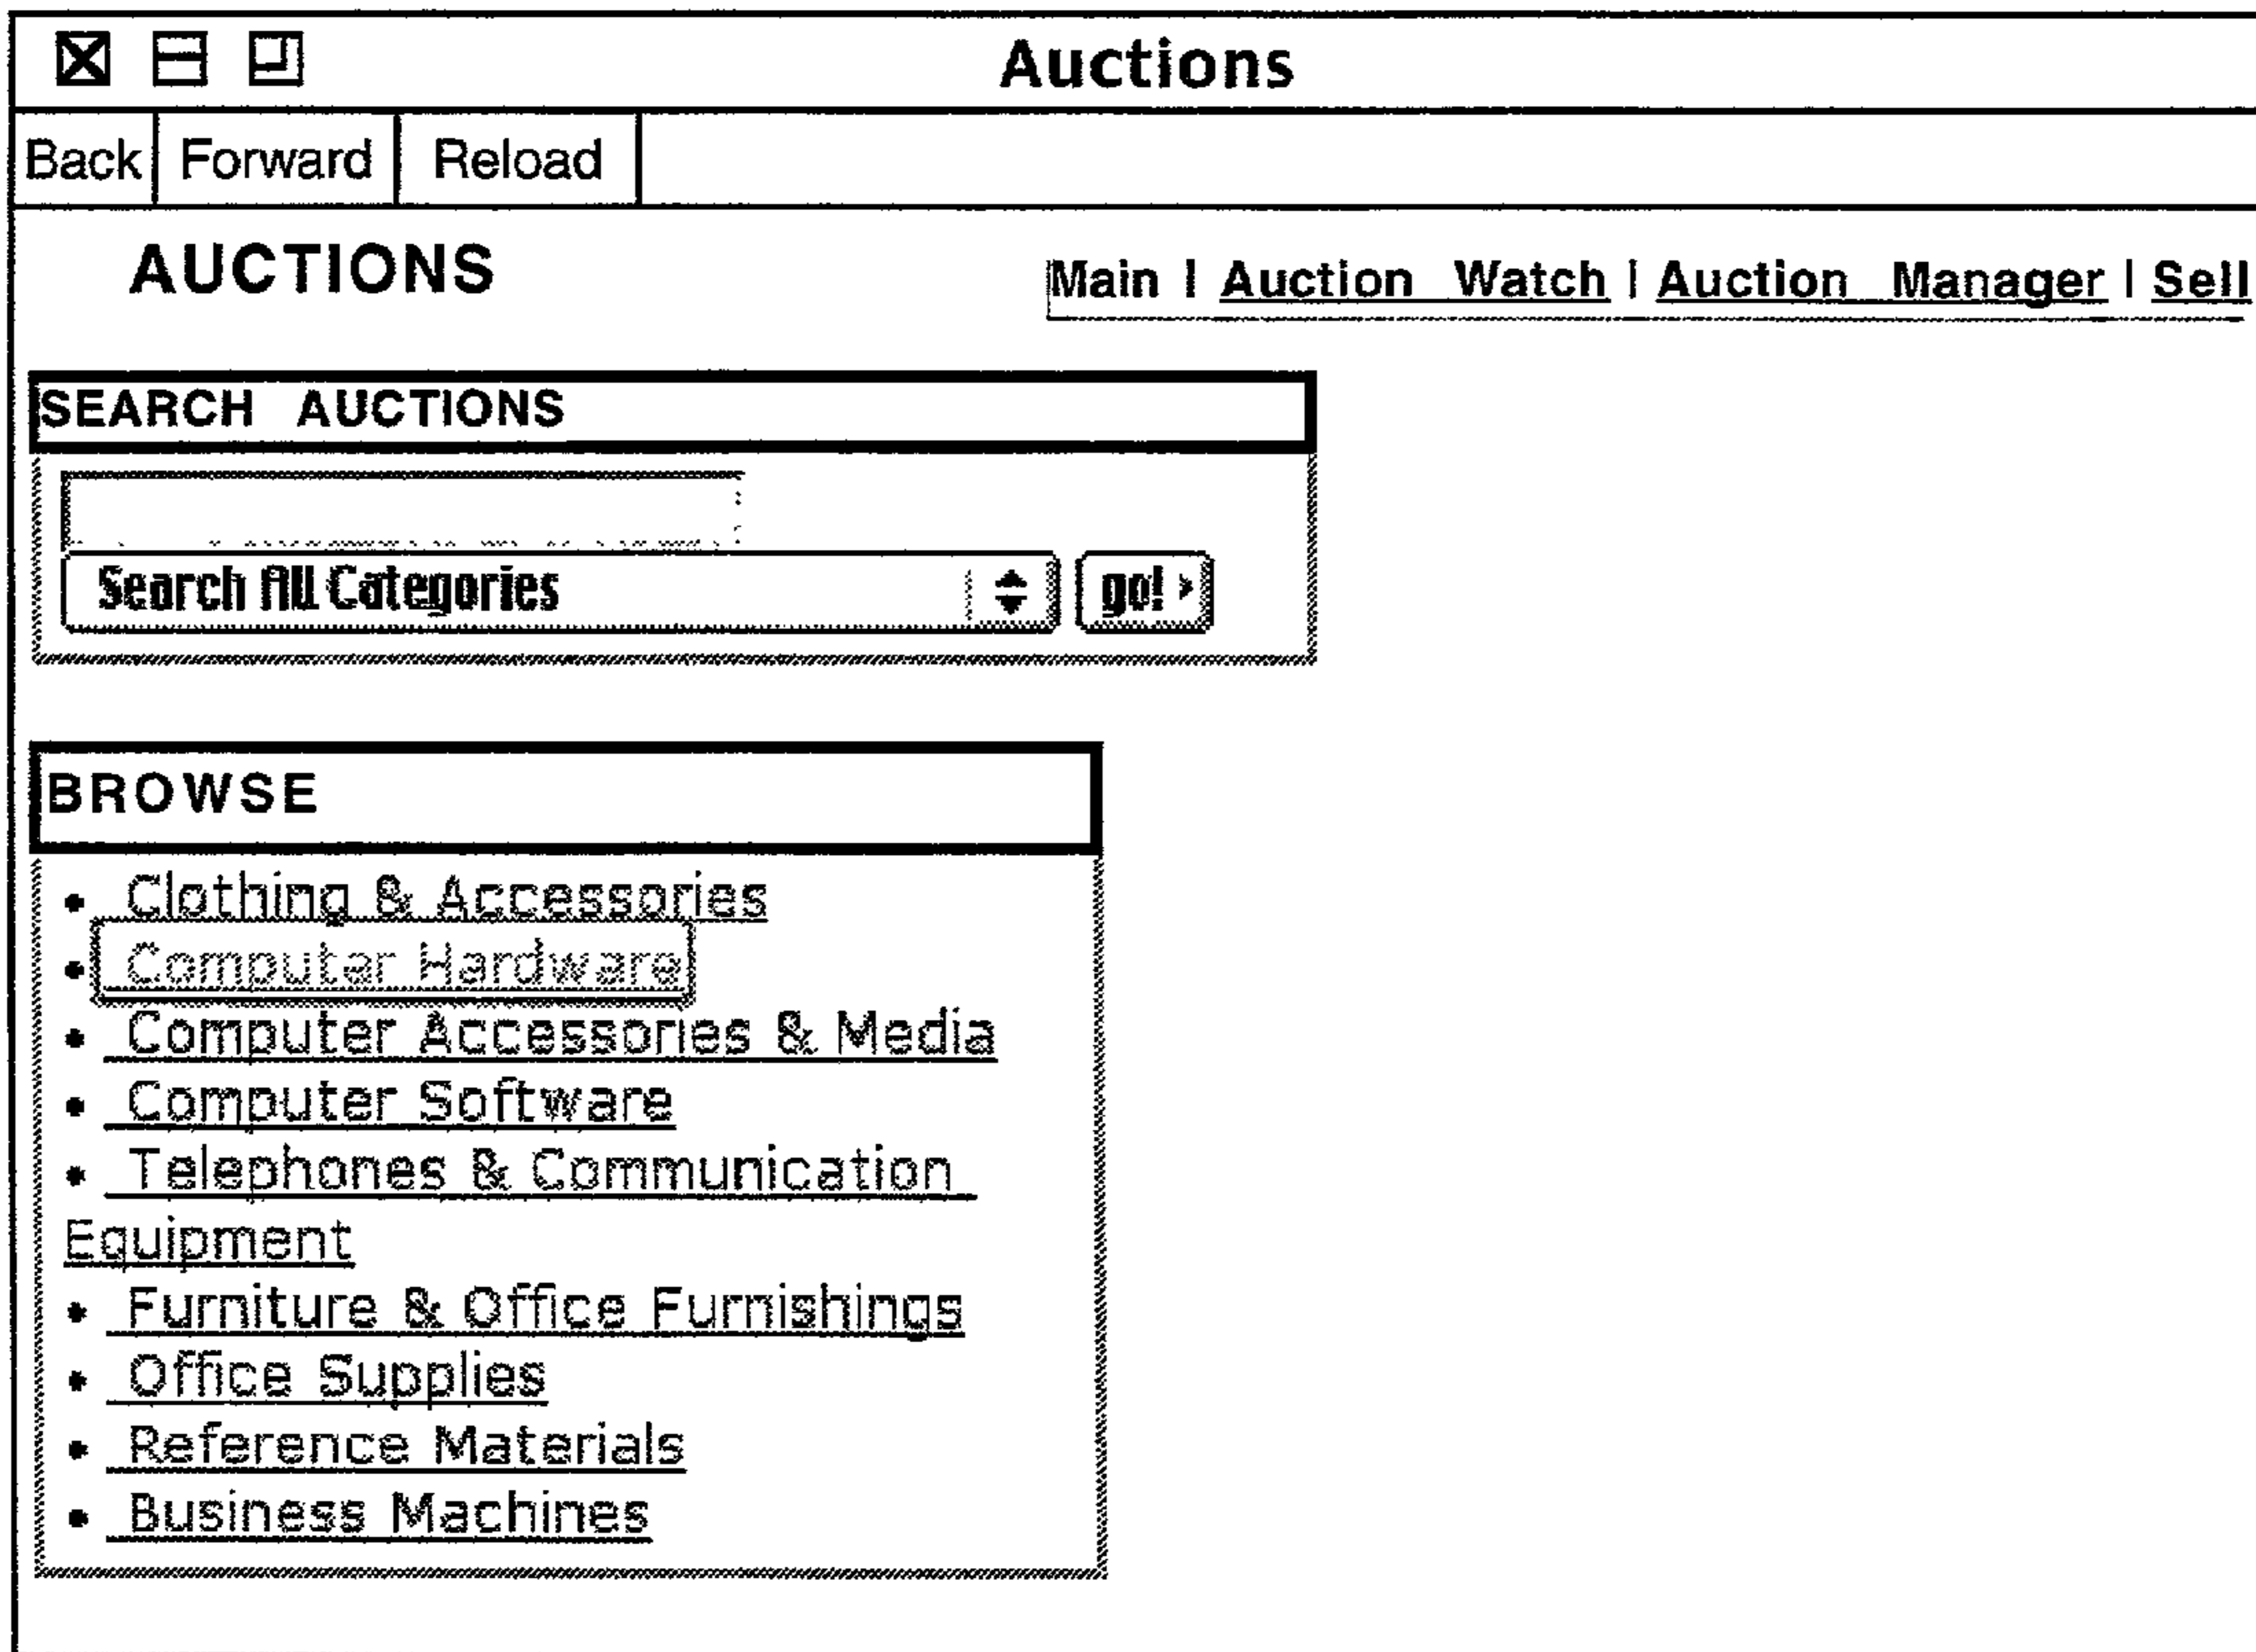 Auctions
Back Forward Reload
AUCTIONS
Main | Auction Watch | Auction Manager | Sell
SEARCH AUCTIONS
Search All Categories go! ›
BROWSE
• Clothing & Accessories
• Computer Hardware
• Computer Accessories & Media
• Computer Software
• Telephones & Communication
Equipment
• Furniture & Office Furnishings
• Office Supplies
• Reference Materials
• Business Machines